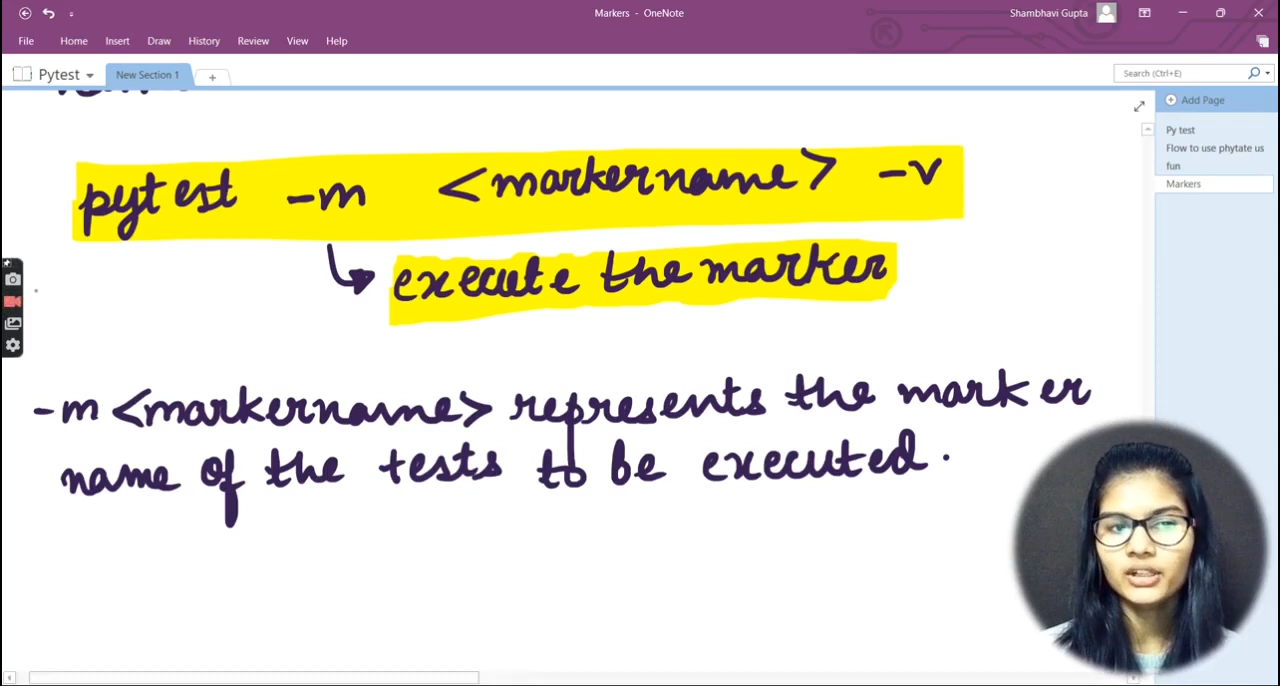 Markers - OneNote
Shambhavi Gupta
File Home Insert Draw History Review View Help
Pytest New Section 1 +
Search (Ctrl+E)
Add Page
Py test
Flow to use phytate us
fun
Markers
pytest -m <markername> -v
execute the marker
-m <markername> represents the marker
name of the tests to be executed.